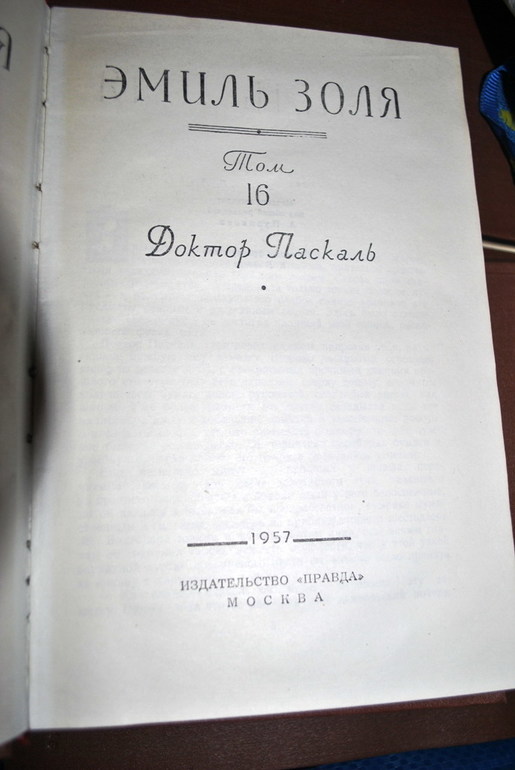 ЭМИЛЬ ЗОЛЯ
Том
16
Доктор Паскаль
1957
ИЗДАТЕЛЬСТВО «ПРАВДА»
МОСКВА
Я